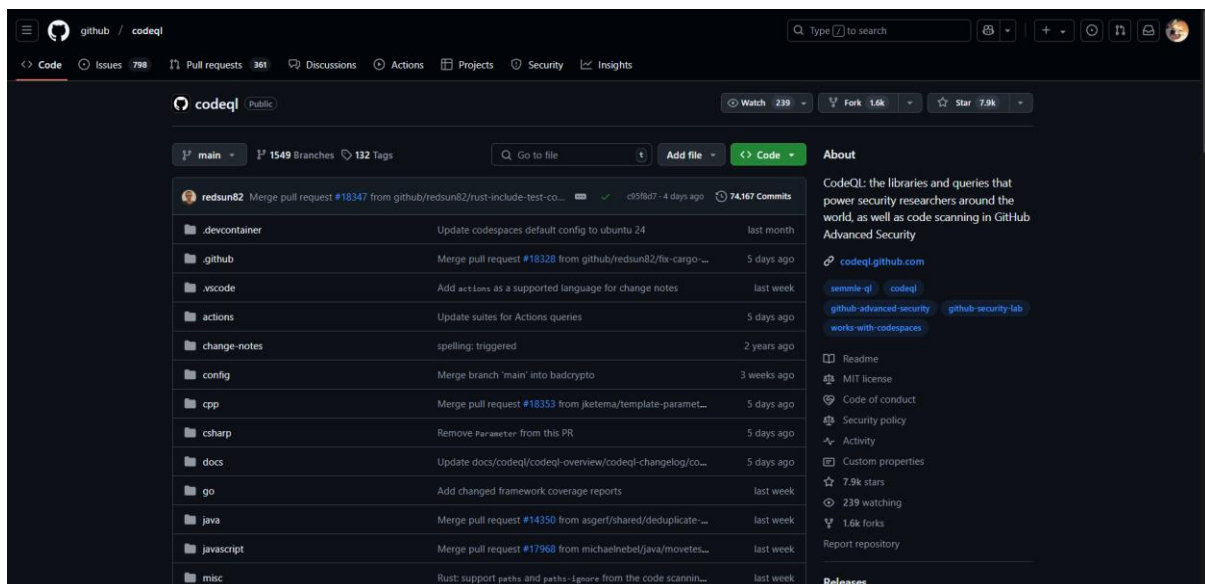 github / codeql
Type / to search
Code Issues 798 Pull requests 361 Discussions Actions Projects Security Insights
codeql Public
Watch 239 Fork 1.6k Star 7.9k
main 1549 Branches 132 Tags Go to file t Add file Code
redsun82 Merge pull request #18347 from github/redsun82/rust-include-test-co... c95f8d7 · 4 days ago 74,167 Commits
.devcontainer Update codespaces default config to ubuntu 24 last month
.github Merge pull request #18328 from github/redsun82/fix-cargo-... 5 days ago
.vscode Add actions as a supported language for change notes last week
actions Update suites for Actions queries 5 days ago
change-notes spelling: triggered 2 years ago
config Merge branch 'main' into badcrypto 3 weeks ago
cpp Merge pull request #18353 from jketema/template-paramet... 5 days ago
csharp Remove Parameter from this PR 5 days ago
docs Update docs/codeql/codeql-overview/codeql-changelog/co... 5 days ago
go Add changed framework coverage reports last week
java Merge pull request #14350 from asgerf/shared/deduplicate-... last week
javascript Merge pull request #17968 from michaelnebel/java/movetes... last week
misc Rust: support paths and paths-ignore from the code scannin... last week
About
CodeQL: the libraries and queries that
power security researchers around the
world, as well as code scanning in GitHub
Advanced Security
codeql.github.com
semmle-ql codeql
github-advanced-security github-security-lab
works-with-codespaces
Readme
MIT license
Code of conduct
Security policy
Activity
Custom properties
7.9k stars
239 watching
1.6k forks
Report repository
Releases